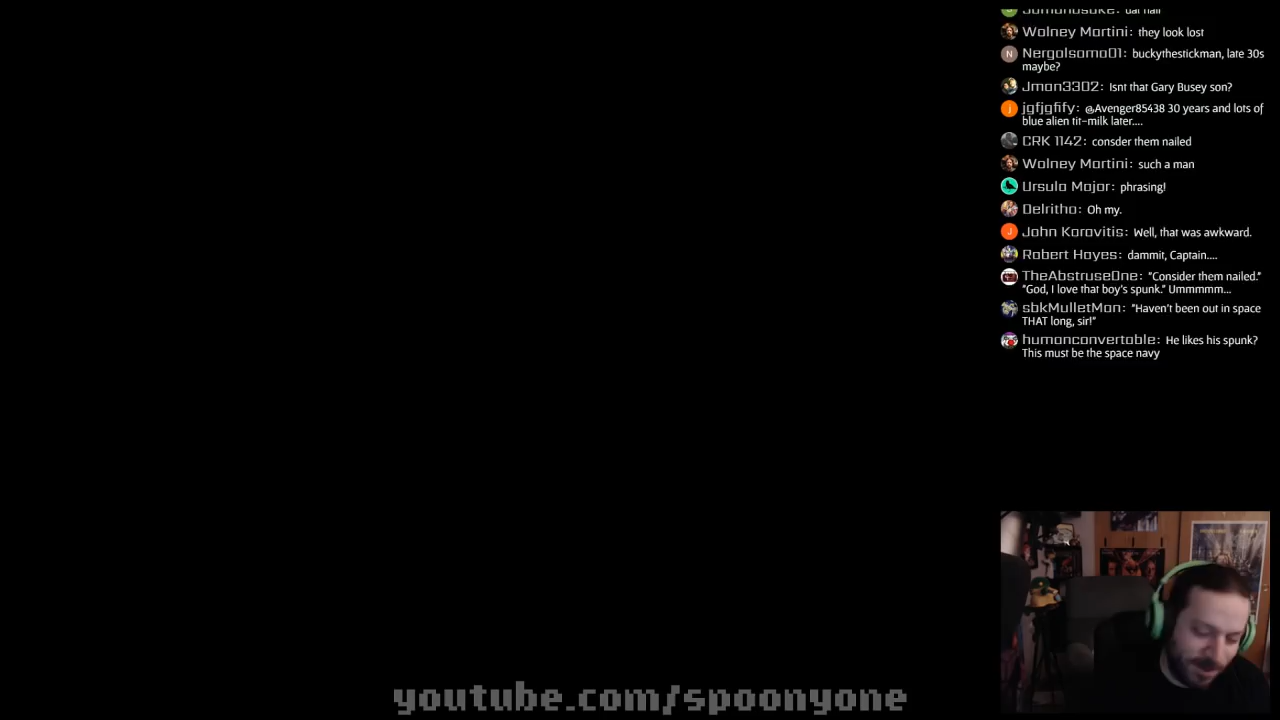 Wolney Martini: they look lost
Nergalsama01: buckythestickman, late 30s
maybe?
Jman3302: Isnt that Gary Busey son?
jgfjgfify: @Avenger85438 30 years and lots of
blue alien tit-milk later....
CRK 1142: consder them nailed
Wolney Martini: such a man
Ursula Major: phrasing!
Delritha: Oh my.
John Karavitis: Well, that was awkward.
Robert Hayes: dammit, Captain....
TheAbstruseOne: "Consider them nailed."
"God, I love that boy's spunk." Ummmmm...
sbkMulletMan: "Haven't been out in space
THAT long, sir!"
humanconvertable: He likes his spunk?
This must be the space navy
youtube.com/spoonyone